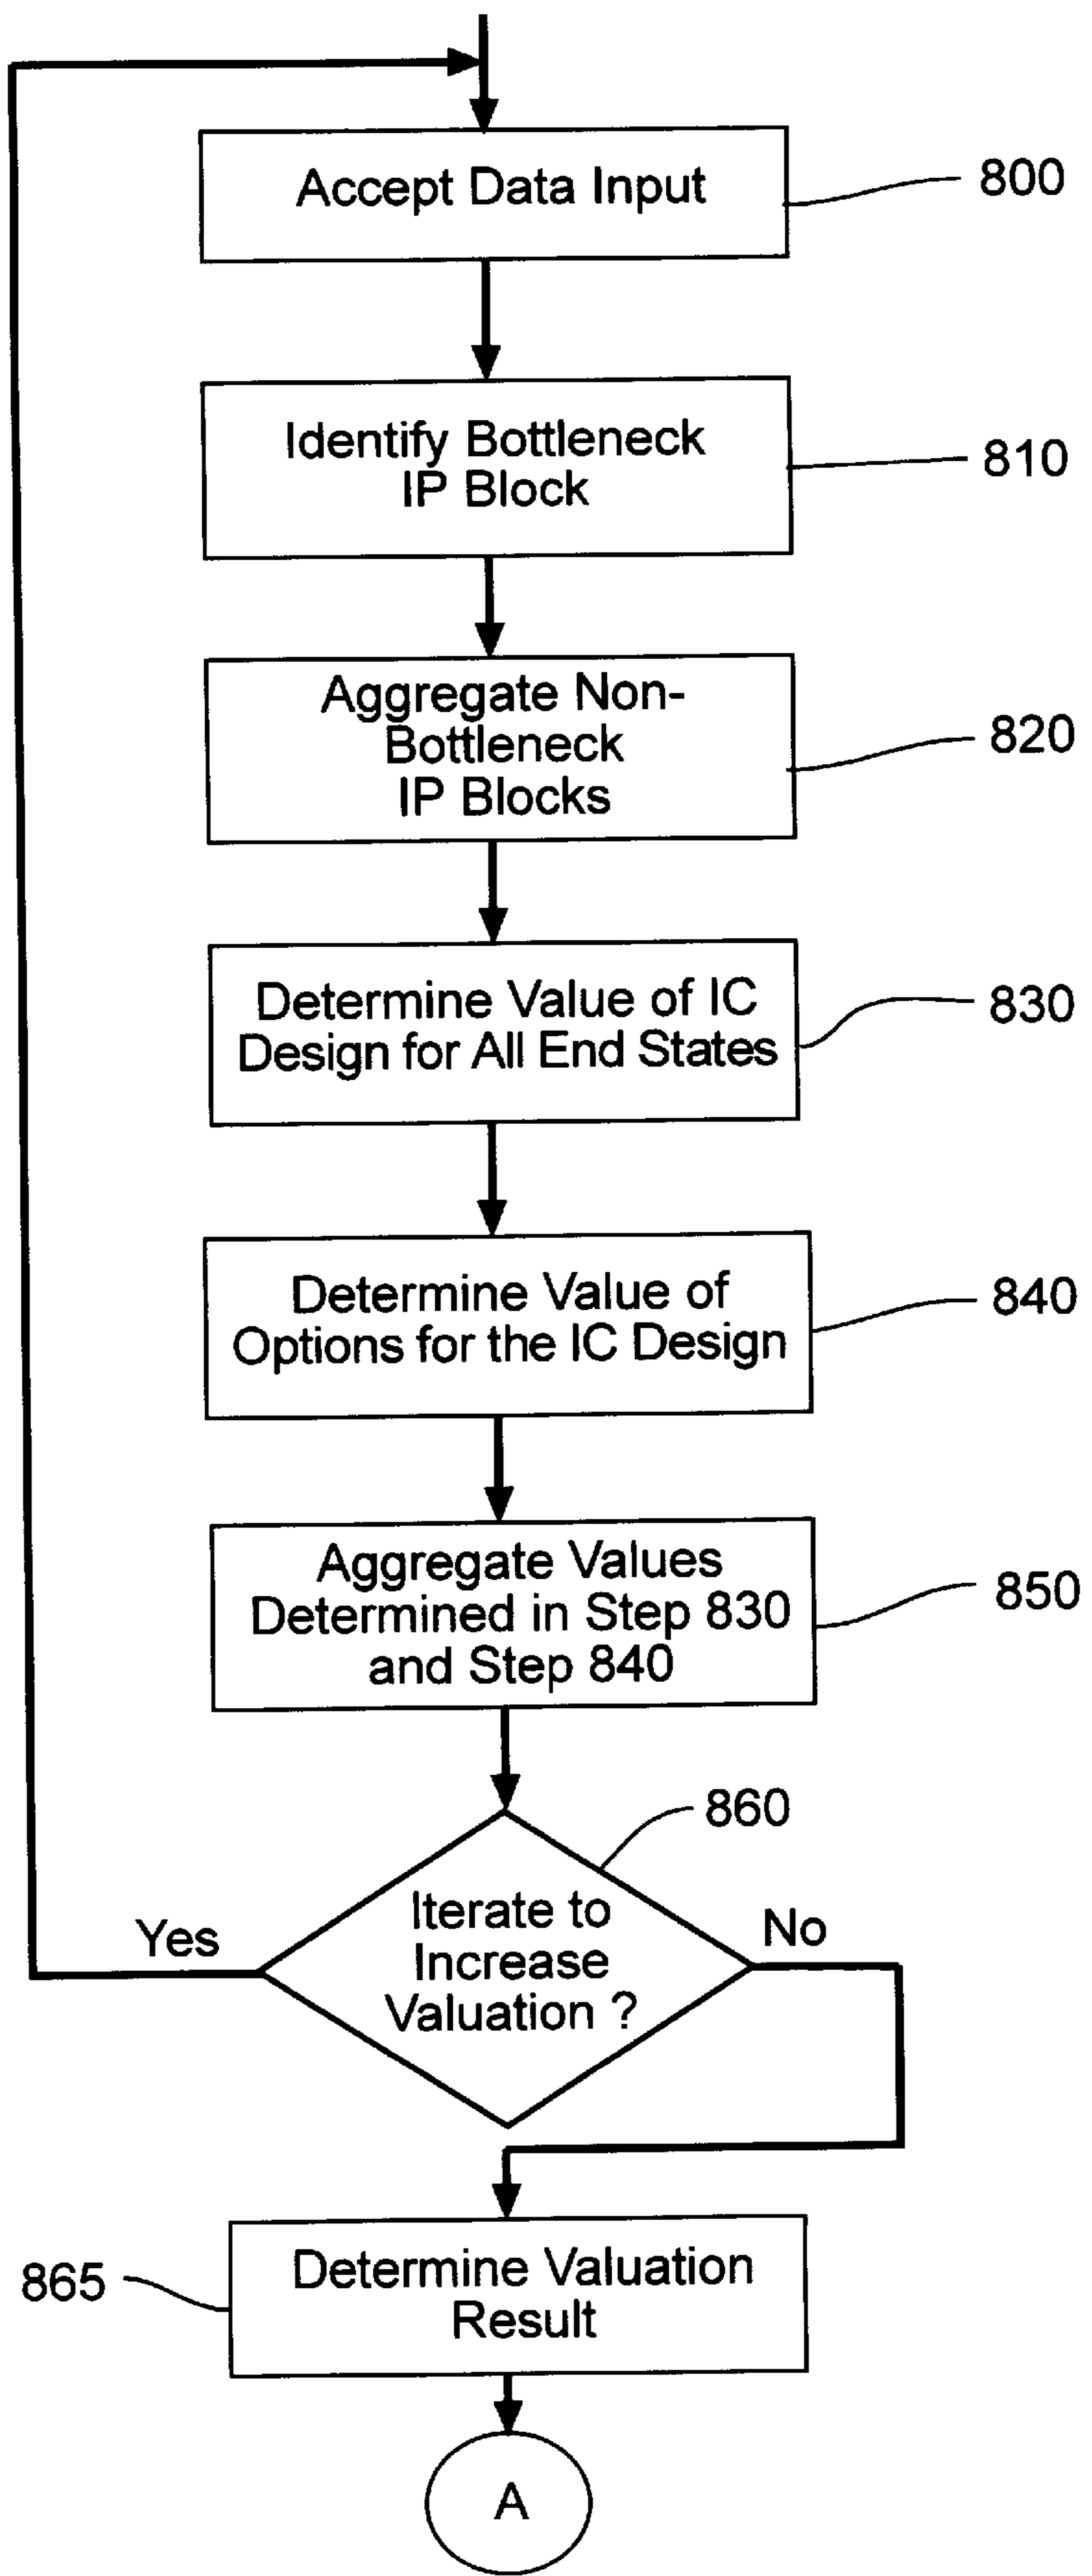 Accept Data Input
800
Identify Bottleneck
IP Block
810
Aggregate Non-
Bottleneck
IP Blocks
820
Determine Value of IC
Design for All End States
830
Determine Value of
Options for the IC Design
840
Aggregate Values
Determined in Step 830
and Step 840
850
860
Iterate to
Increase
Valuation ?
Yes
No
Determine Valuation
Result
865
A